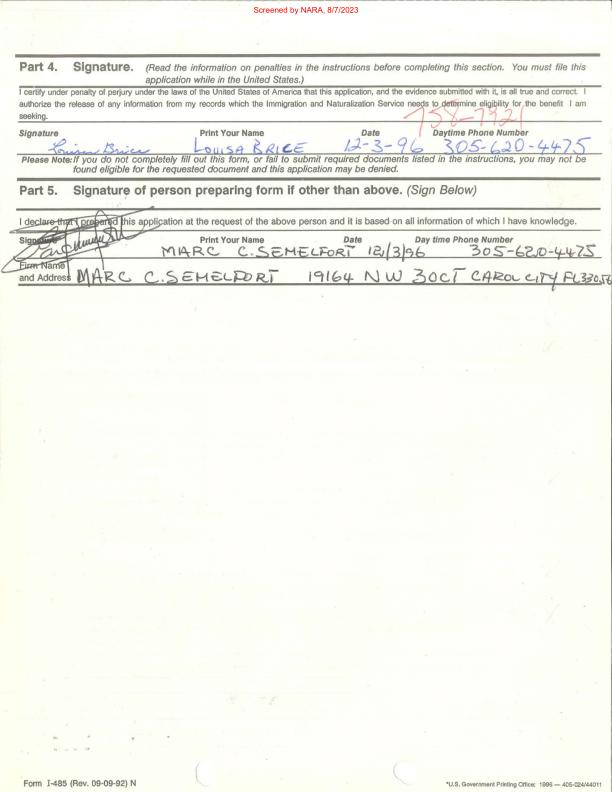 Screened by NARA, 8/7/2023
Part 4. Signature. (Read the information on penalties in the instructions before completing this section. You must file this
application while in the United States.)
I certify under penalty of perjury under the laws of the United States of America that this application, and the evidence submitted with it, is all true and correct. I
authorize the release of any information from my records which the Immigration and Naturalization Service needs to determine eligibility for the benefit I am
seeking.
758-7921
Signature Print Your Name Date Daytime Phone Number
Louisa Brice LOUISA BRICE 12-3-96 305-620-4475
Please Note: If you do not completely fill out this form, or fail to submit required documents listed in the instructions, you may not be
found eligible for the requested document and this application may be denied.
Part 5. Signature of person preparing form if other than above. (Sign Below)
I declare that I prepared this application at the request of the above person and it is based on all information of which I have knowledge.
Signature Print Your Name Date Day time Phone Number
MARC C. SEMELFORT 12/3/96 305-620-4475
Firm Name
and Address MARC C. SEMELFORT 19164 NW 30CT CAROL CITY FL 33056
Form I-485 (Rev. 09-09-92) N
*U.S. Government Printing Office: 1996 — 405-024/44011